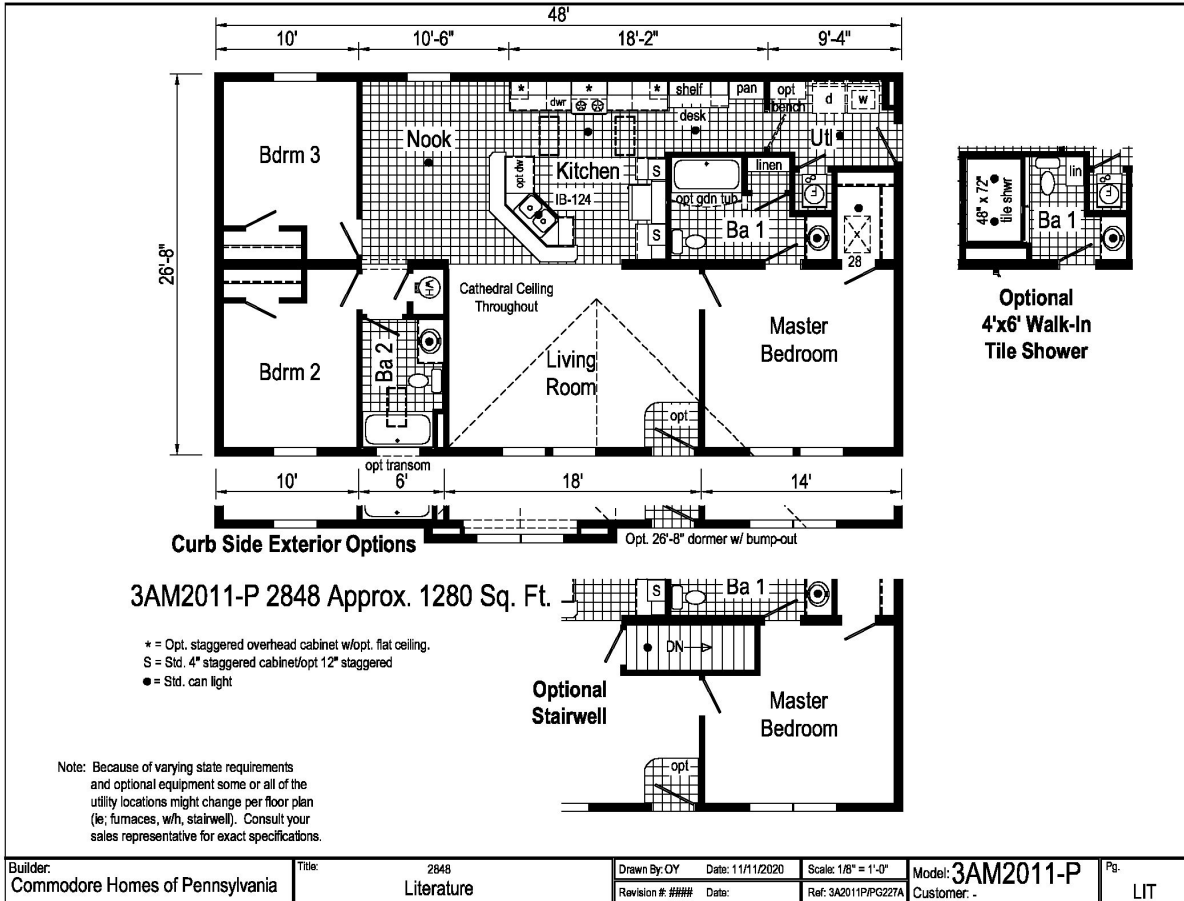 48'
10'
10'-6"
18'-2"
9'-4"
26'-8"
* * *
dwr
shelf
pan
opt
bench
d
w
desk
Nook
Bdrm 3
Utl
Kitchen
opt dw
IB-124
S
linen
opt gdn tub
Ba 1
S
F
x
28
48" x 72"
tile shwr
lin
F
Ba 1
Optional
4'x6' Walk-In
Tile Shower
WH
Cathedral Ceiling
Throughout
Bdrm 2
Ba 2
Living
Room
Master
Bedroom
opt
opt transom
10'
6'
18'
14'
Curb Side Exterior Options
Opt. 26'-8" dormer w/ bump-out
3AM2011-P 2848 Approx. 1280 Sq. Ft.
* = Opt. staggered overhead cabinet w/opt. flat ceiling.
S = Std. 4" staggered cabinet/opt 12" staggered
● = Std. can light
S
Ba 1
DN
Optional
Stairwell
Master
Bedroom
opt
Note: Because of varying state requirements
and optional equipment some or all of the
utility locations might change per floor plan
(ie; furnaces, w/h, stairwell). Consult your
sales representative for exact specifications.
Builder:
Commodore Homes of Pennsylvania
Title:
2848
Literature
Drawn By: OY Date: 11/11/2020
Revision #: #### Date:
Scale: 1/8" = 1'-0"
Ref: 3A2011P/PG227A
Model: 3AM2011-P
Customer: -
Pg.
LIT